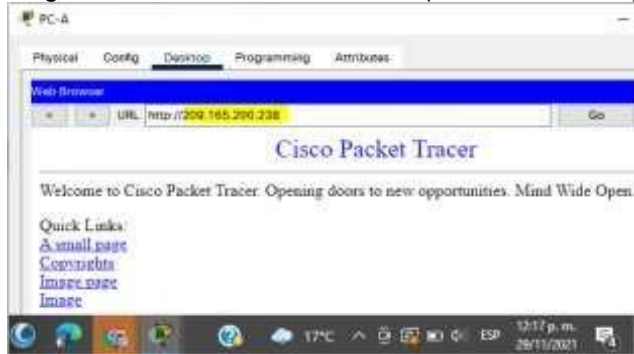 PC-A
Physical Config Desktop Programming Attributes
Web Browser
< > URL http://209.165.200.238 Go
Cisco Packet Tracer
Welcome to Cisco Packet Tracer. Opening doors to new opportunities. Mind Wide Open.
Quick Links:
A small page
Copyrights
Image page
Image
17°C ESP 12:17 p. m.
29/11/2021